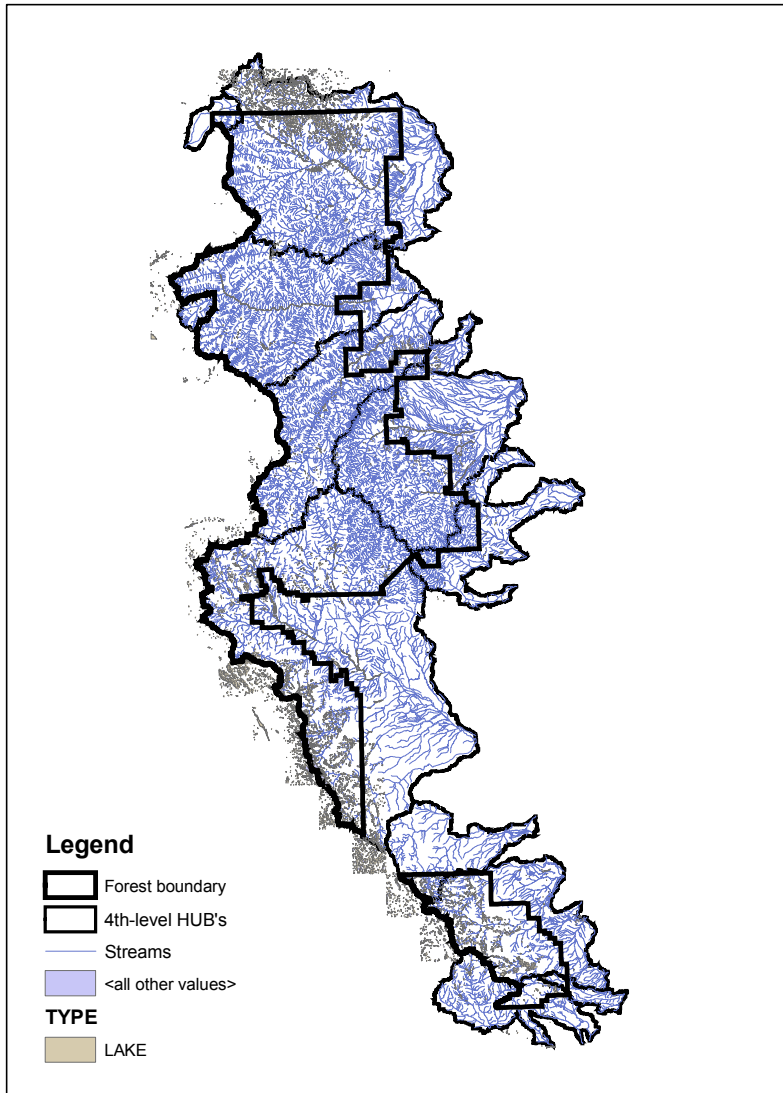 Legend
Forest boundary
4th-level HUB's
Streams
<all other values>
TYPE
LAKE